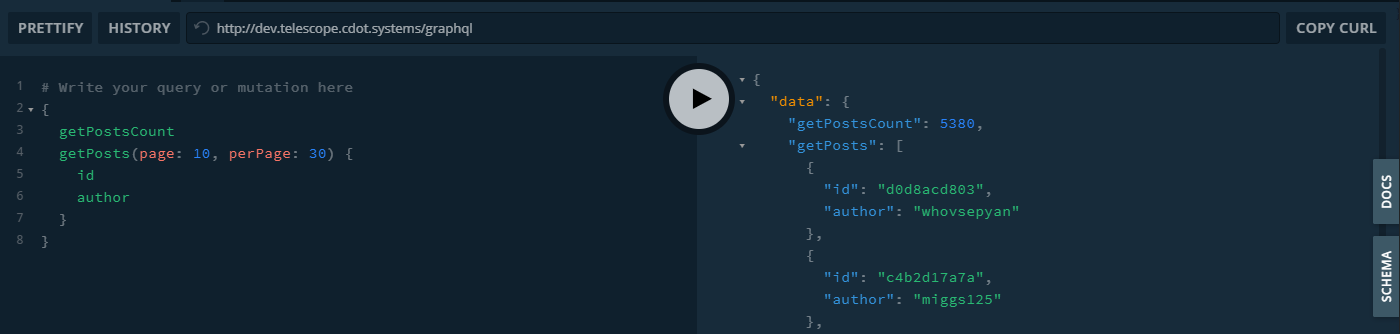 PRETTIFY HISTORY http://dev.telescope.cdot.systems/graphql COPY CURL
1 # Write your query or mutation here
2 {
3 getPostsCount
4 getPosts(page: 10, perPage: 30) {
5 id
6 author
7 }
8 }
{
"data": {
"getPostsCount": 5380,
"getPosts": [
{
"id": "d0d8acd803",
"author": "whovsepyan"
},
{
"id": "c4b2d17a7a",
"author": "miggs125"
},
DOCS
SCHEMA